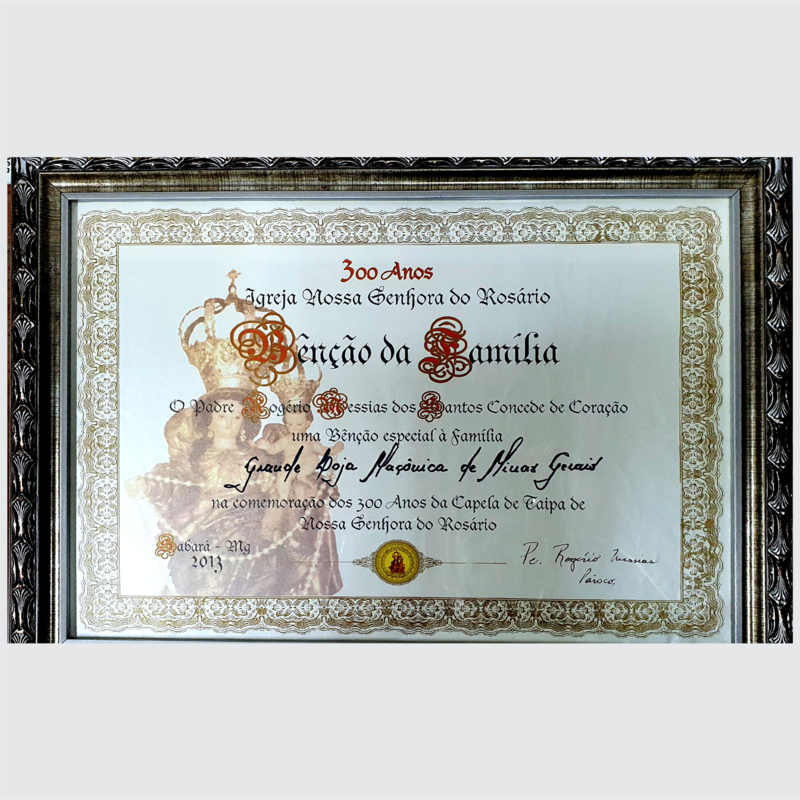 300 Anos
Igreja Nossa Senhora do Rosário
Bênção da Família
O Padre Rogério Messias dos Santos Concede de Coração
uma Bênção especial à Família
Grande Loja Maçônica de Minas Gerais
na comemoração dos 300 Anos da Capela de Taipa de
Nossa Senhora do Rosário
Sabará - Mg
2013
Pe. Rogério Messias
Pároco,